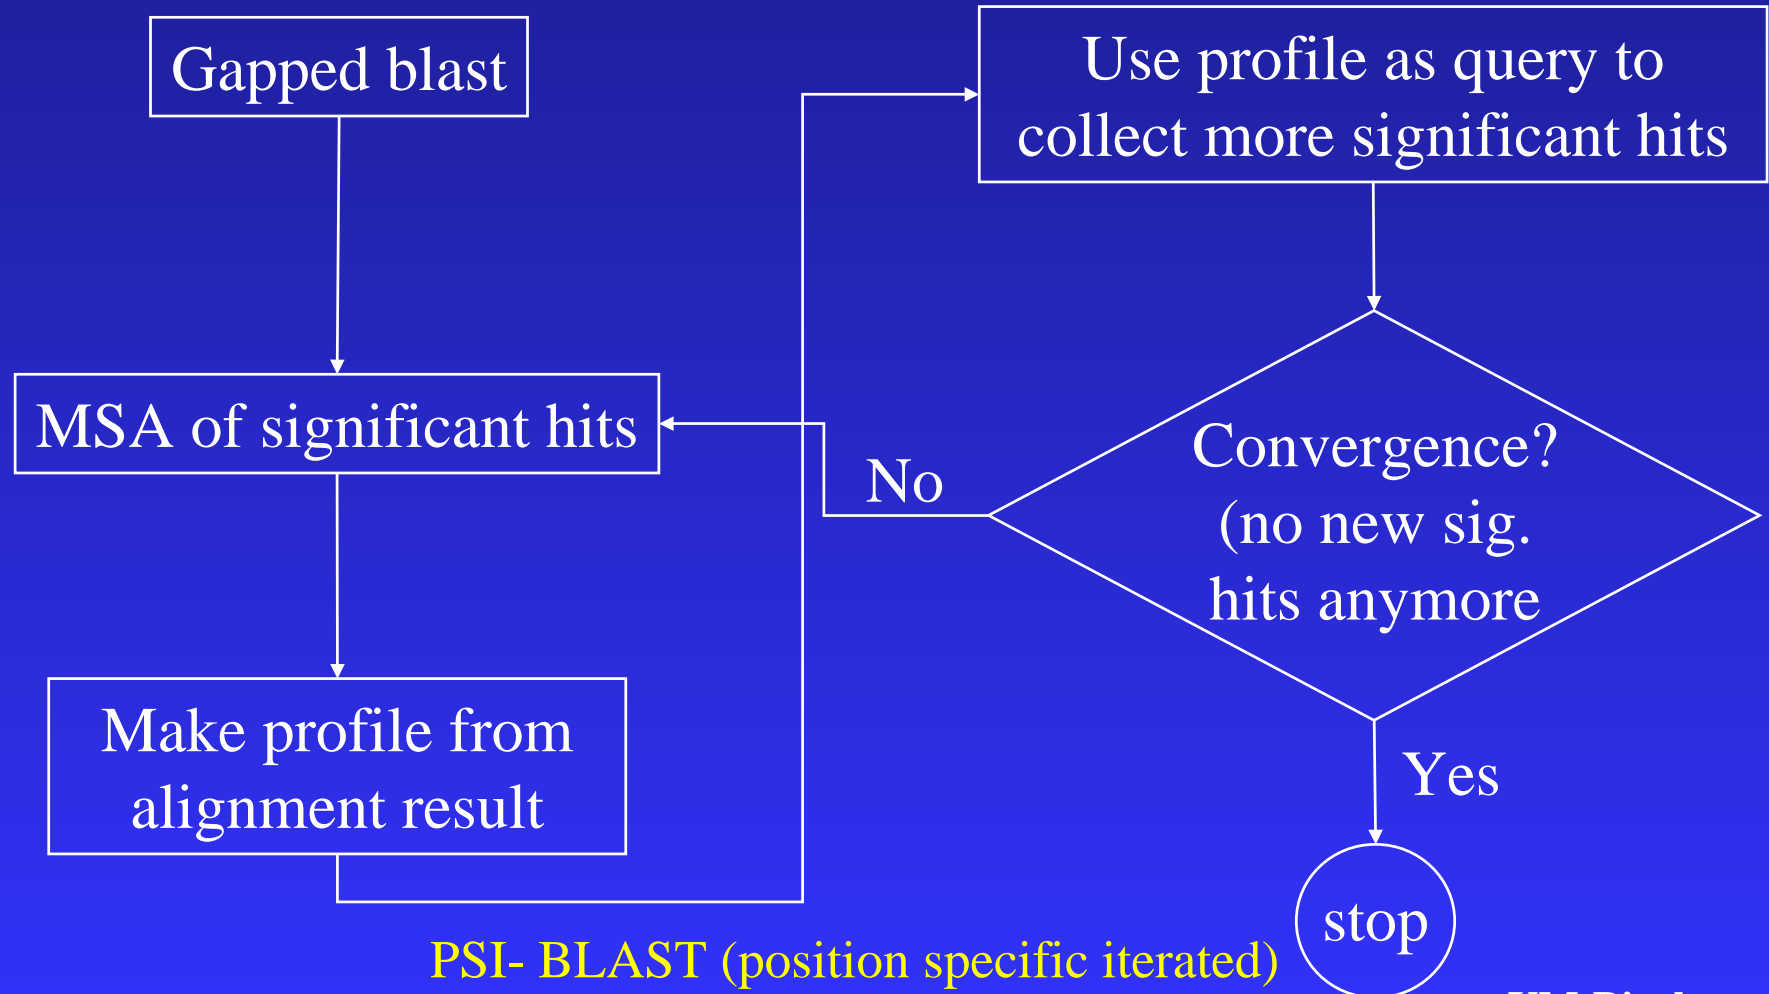 Gapped blast
MSA of significant hits
Make profile from
alignment result
Use profile as query to
collect more significant hits
Convergence?
(no new sig.
hits anymore
No
Yes
stop
PSI- BLAST (position specific iterated)